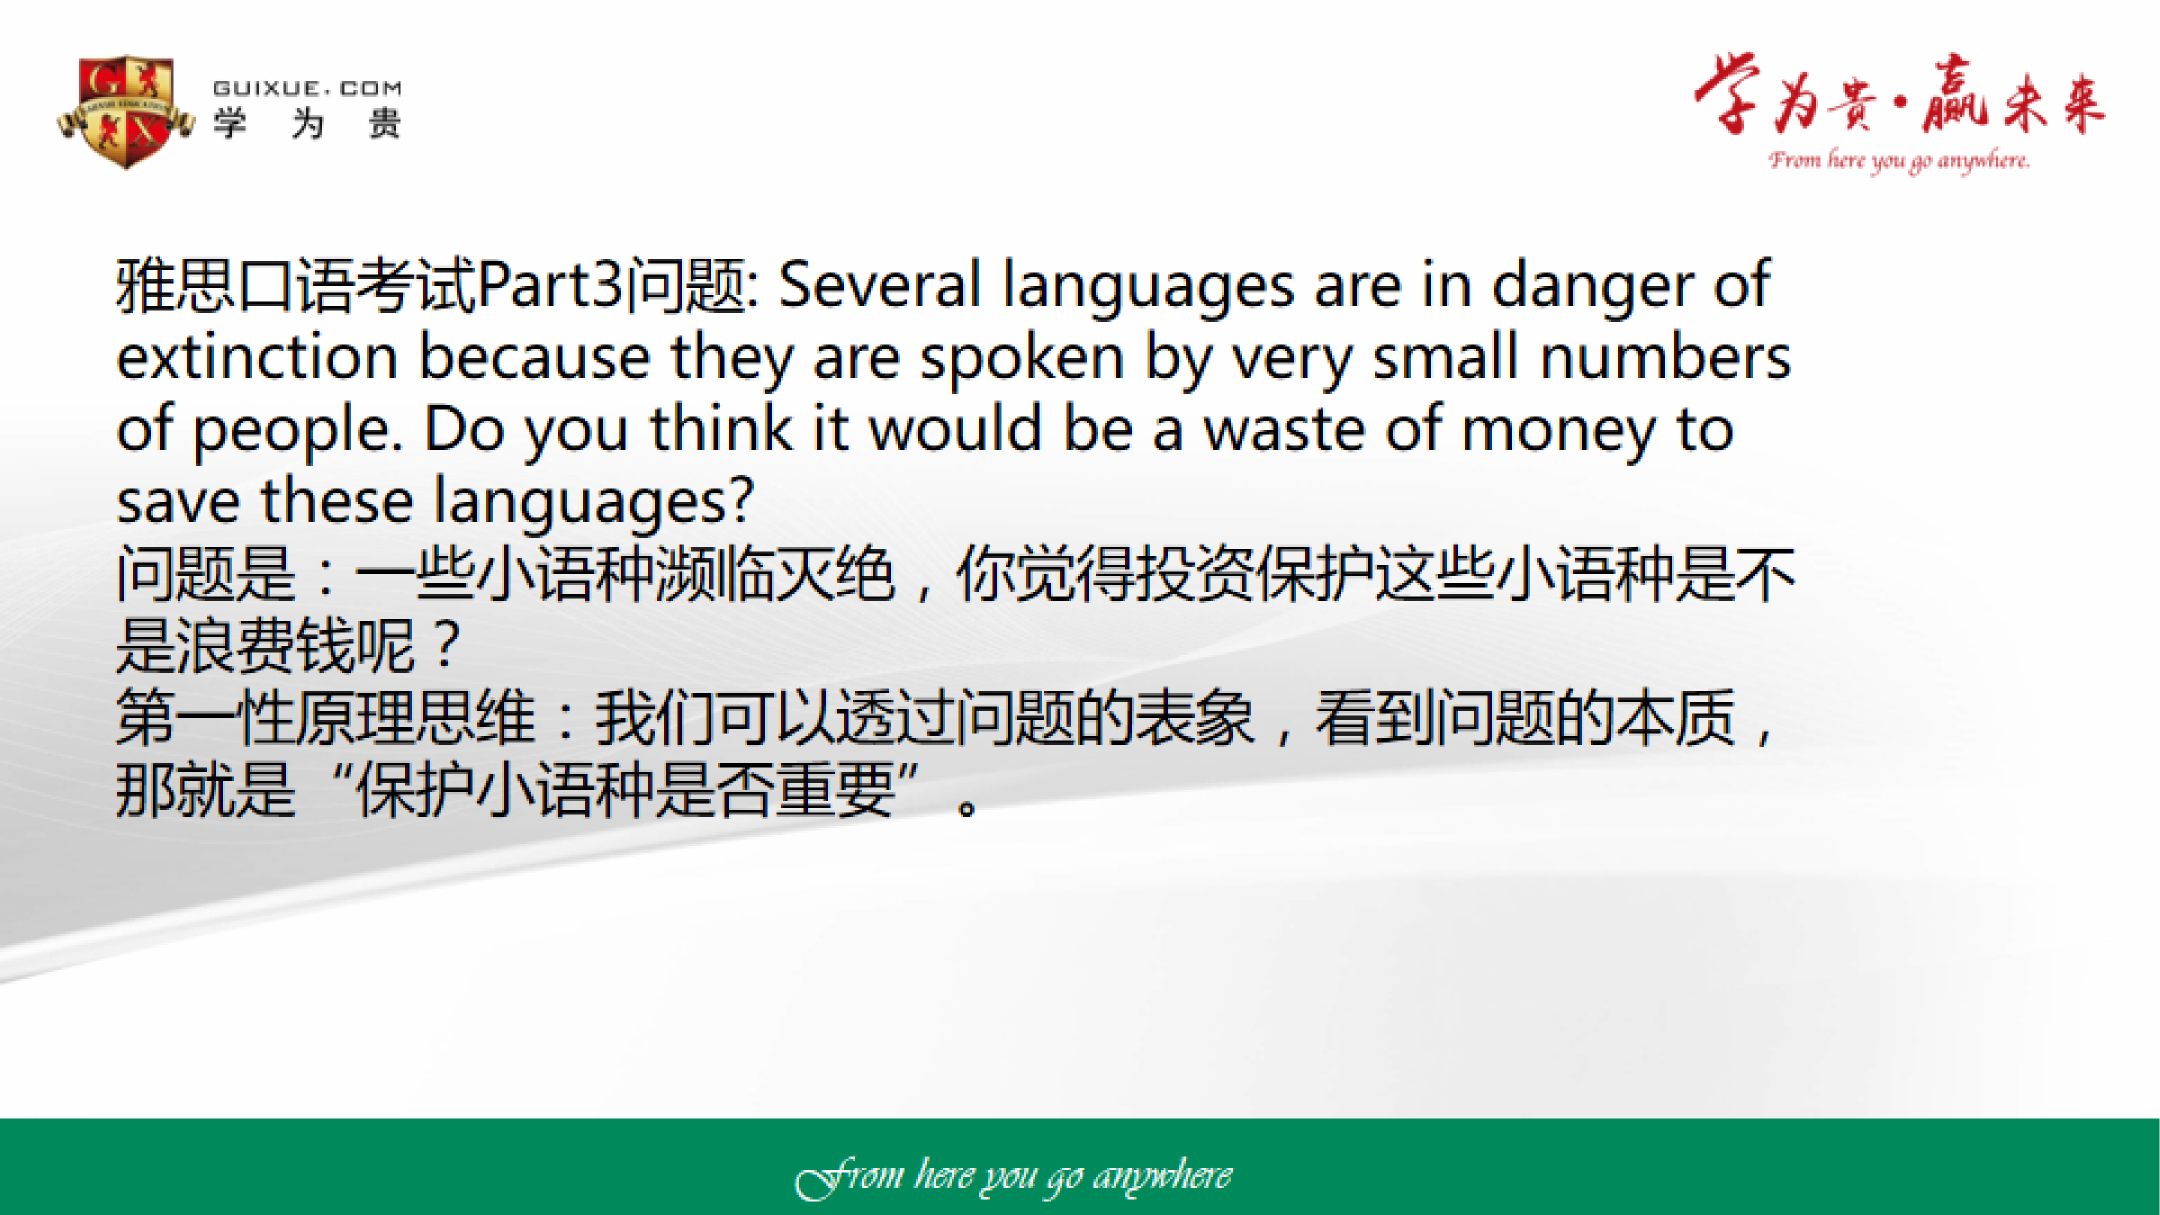 GUIXUE.COM
学为贵
学为贵·赢未来
From here you go anywhere.
雅思口语考试Part3问题: Several languages are in danger of
extinction because they are spoken by very small numbers
of people. Do you think it would be a waste of money to
save these languages?
问题是：一些小语种濒临灭绝，你觉得投资保护这些小语种是不
是浪费钱呢？
第一性原理思维：我们可以透过问题的表象，看到问题的本质，
那就是“保护小语种是否重要”。
From here you go anywhere